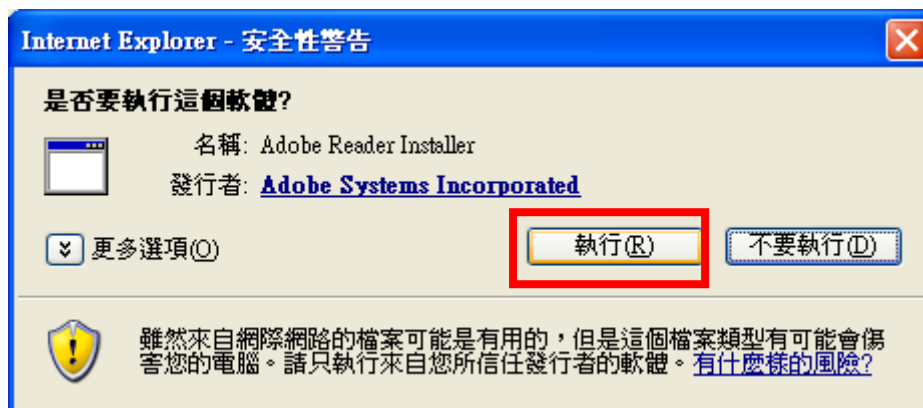 Internet Explorer - 安全性警告
是否要執行這個軟體?
名稱: Adobe Reader Installer
發行者: Adobe Systems Incorporated
更多選項(O)
執行(R)
不要執行(D)
雖然來自網際網路的檔案可能是有用的，但是這個檔案類型有可能會傷
害您的電腦。請只執行來自您所信任發行者的軟體。有什麼樣的風險?